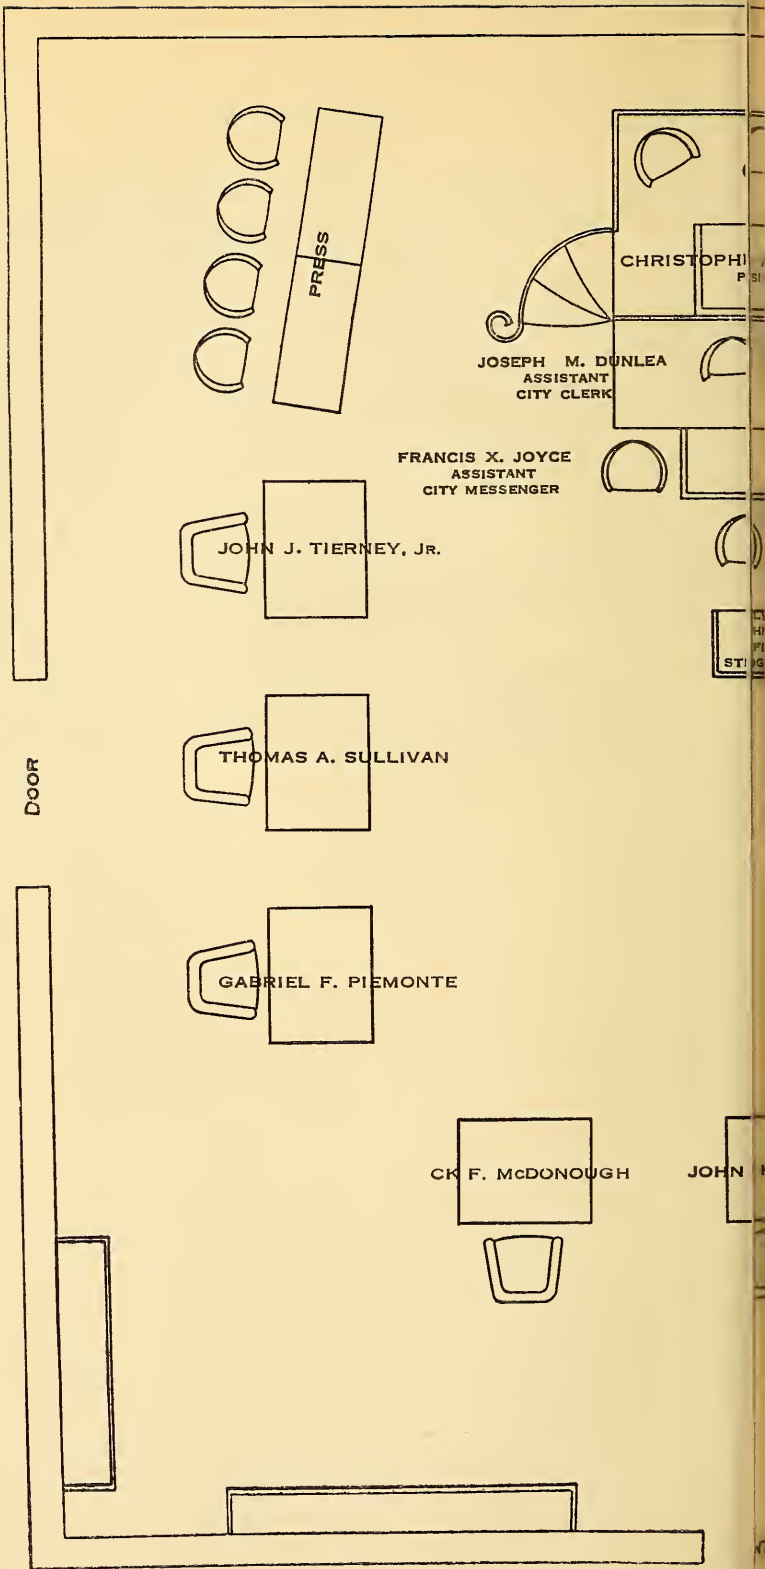 PRESS
CHRISTOPHI
JOSEPH M. DUNLEA
ASSISTANT
CITY CLERK
FRANCIS X. JOYCE
ASSISTANT
CITY MESSENGER
JOHN J. TIERNEY, JR.
THOMAS A. SULLIVAN
DOOR
GABRIEL F. PIEMONTE
CK F. McDONOUGH
JOHN